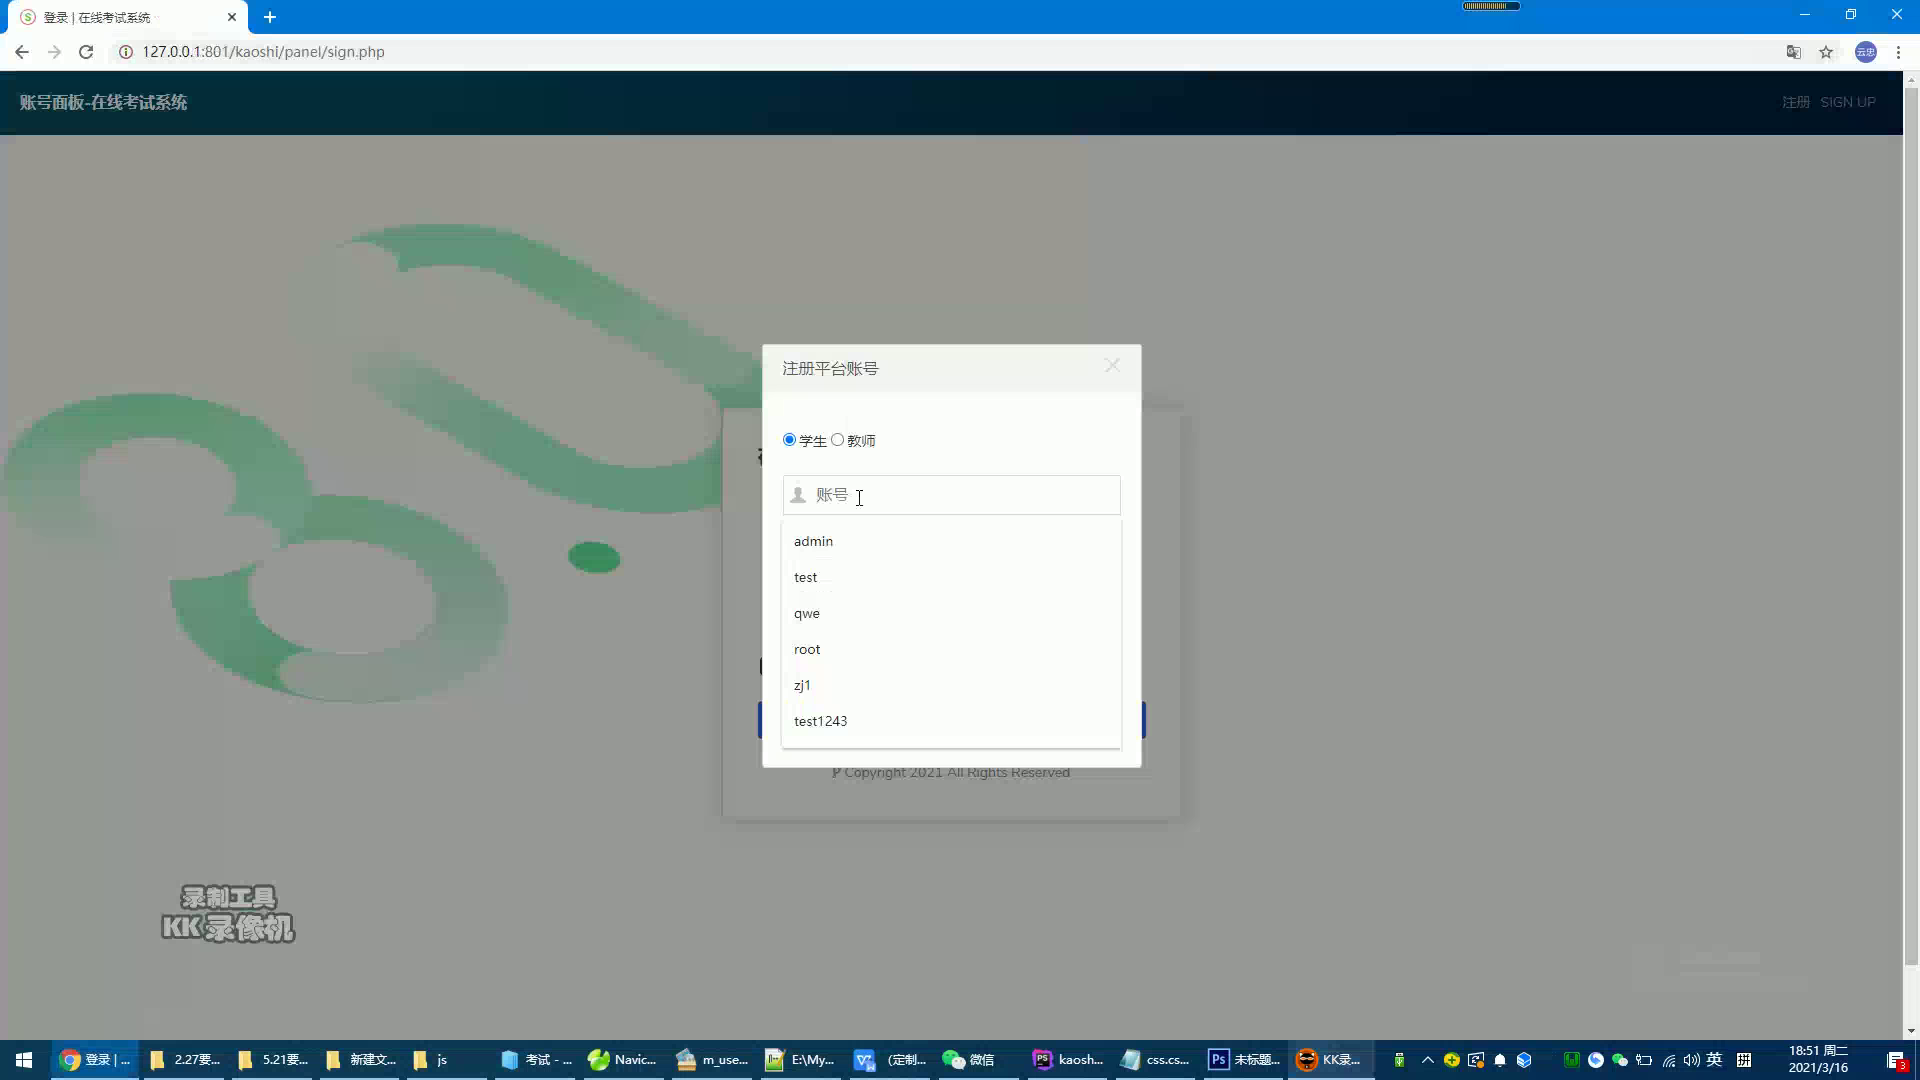 登录 | 在线考试系统
127.0.0.1:801/kaoshi/panel/sign.php
云忠
账号面板-在线考试系统
注册 SIGN UP
注册平台账号
学生 教师
账号
admin
test
qwe
root
zj1
test1243
Copyright 2021 All Rights Reserved
录制工具
KK 录像机
登录 | ...
2.27要...
5.21要...
新建文...
js
考试 - ...
Navic...
m_use...
E:\My...
(定制...
微信
kaosh...
css.cs...
未标题...
KK录...
英
18:51 周二
2021/3/16
3